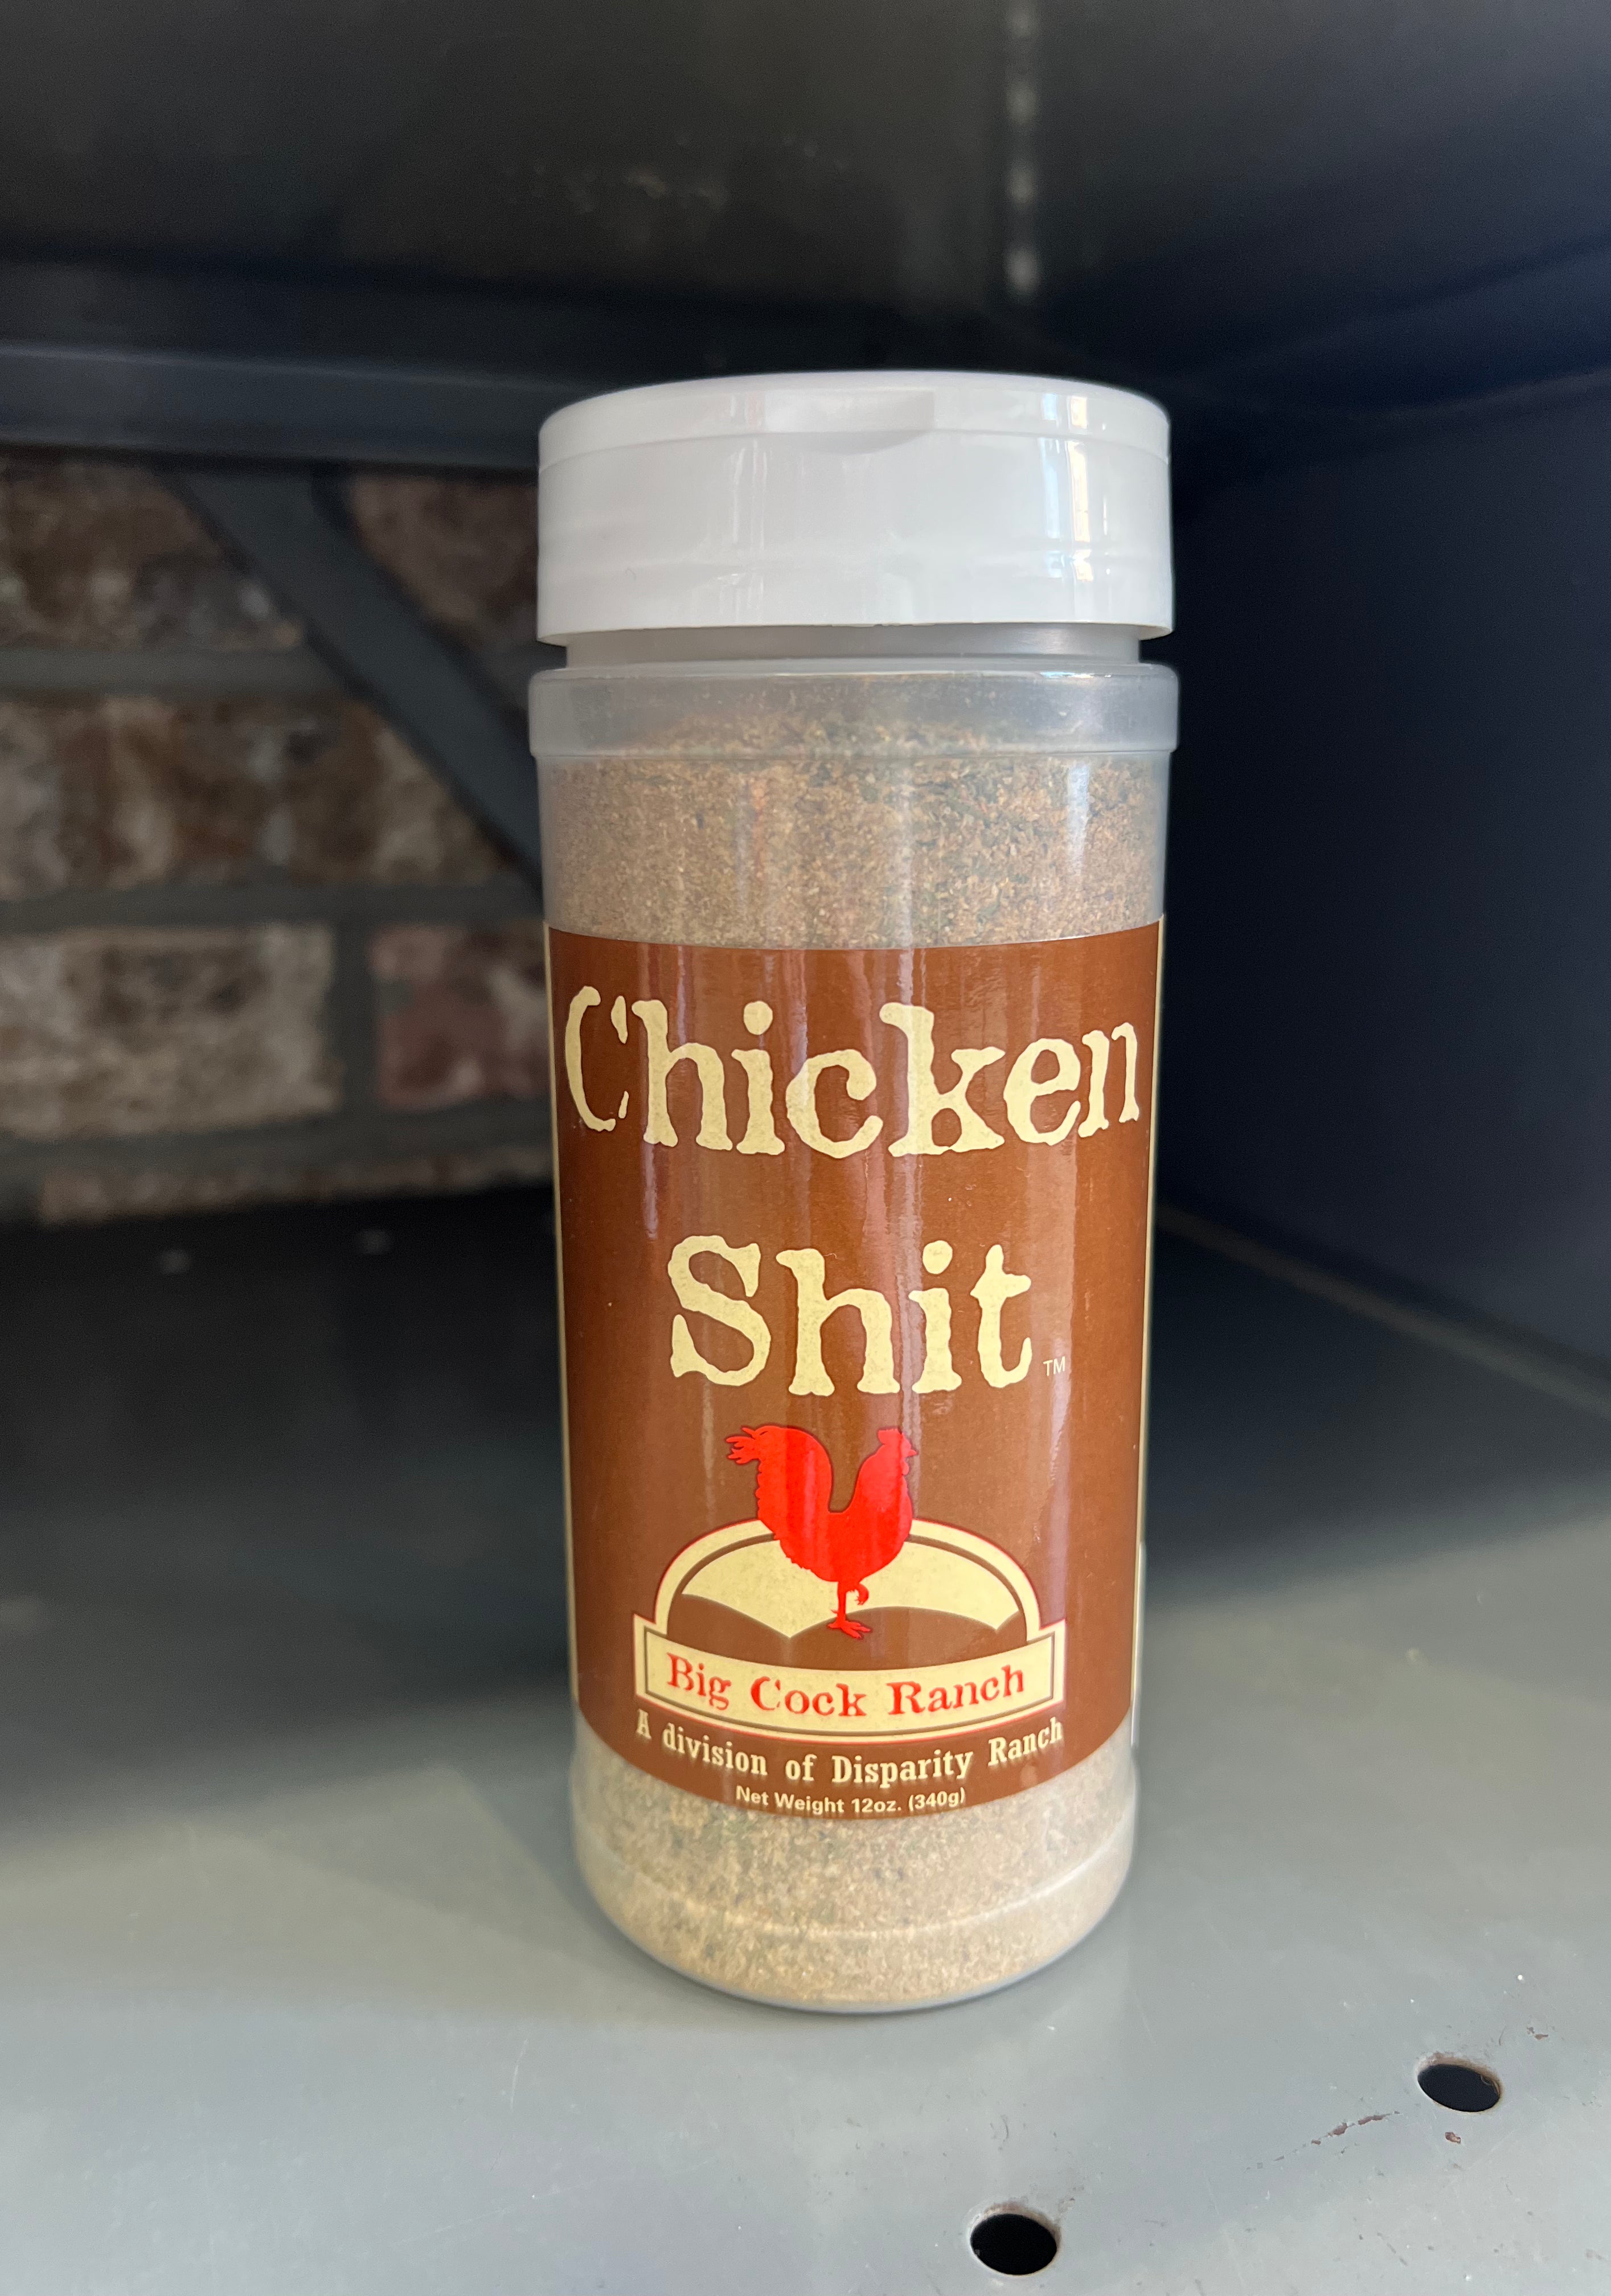 Chicken
Shit™
Big Cock Ranch
A division of Disparity Ranch
Net Weight 12oz. (340g)